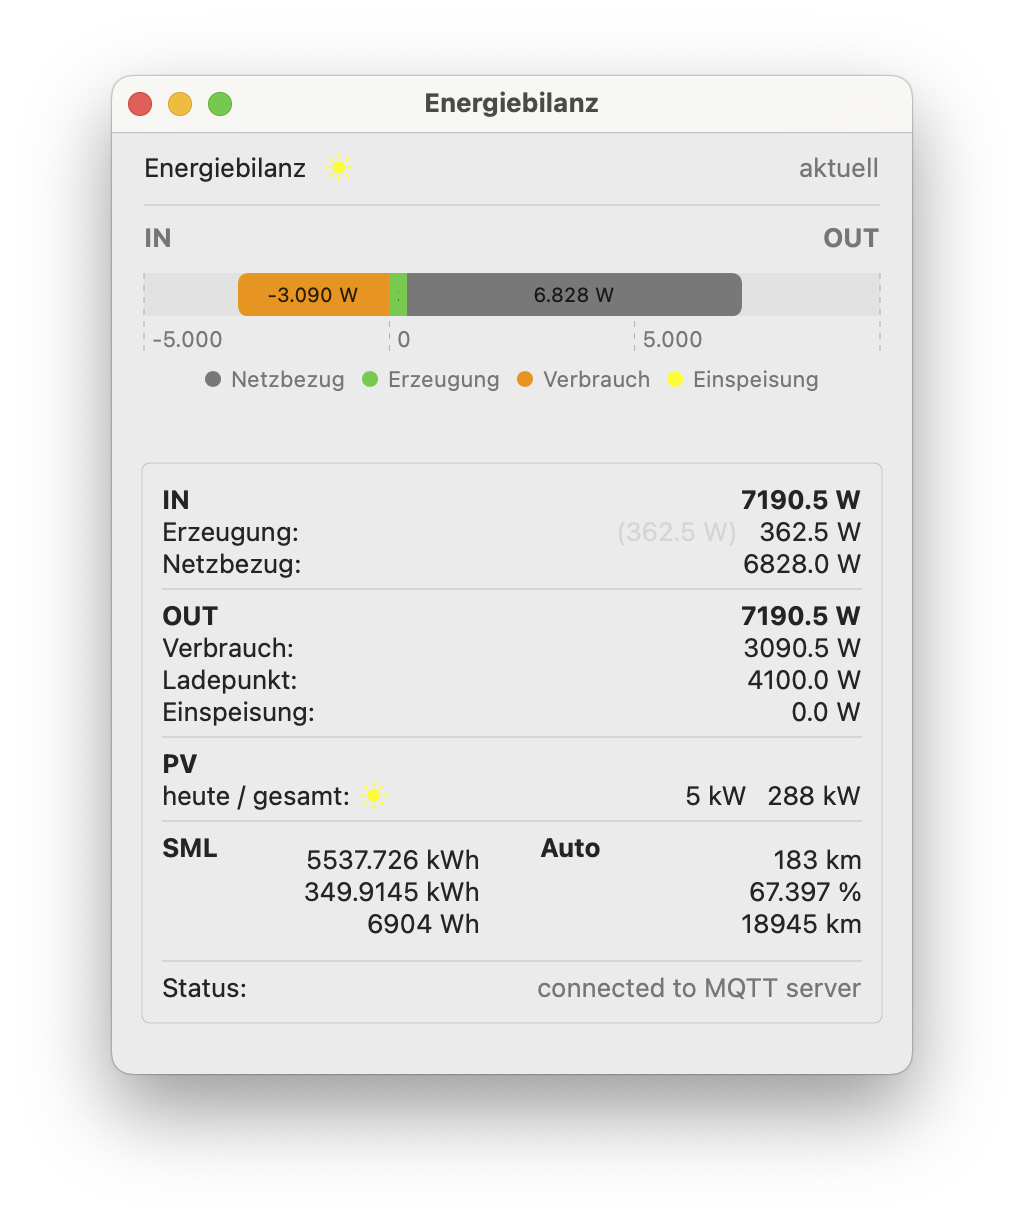 Energiebilanz
Energiebilanz aktuell
IN OUT
-3.090 W 6.828 W
-5.000 0 5.000
Netzbezug Erzeugung Verbrauch Einspeisung
IN 7190.5 W
Erzeugung: (362.5 W) 362.5 W
Netzbezug: 6828.0 W
OUT 7190.5 W
Verbrauch: 3090.5 W
Ladepunkt: 4100.0 W
Einspeisung: 0.0 W
PV
heute / gesamt: 5 kW 288 kW
SML Auto
5537.726 kWh 183 km
349.9145 kWh 67.397 %
6904 Wh 18945 km
Status: connected to MQTT server